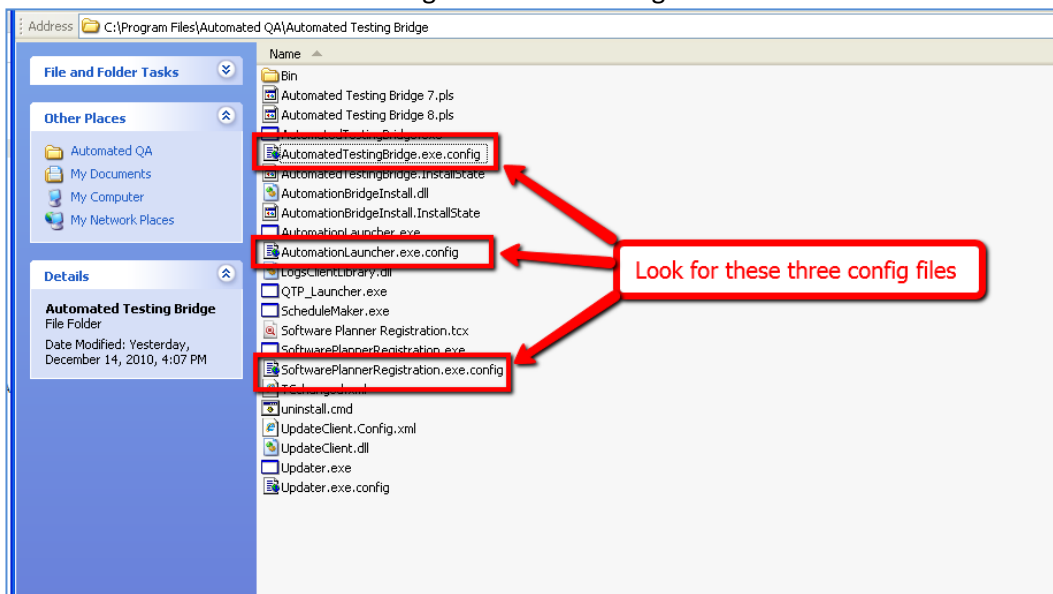 Address C:\Program Files\Automated QA\Automated Testing Bridge
File and Folder Tasks
Other Places
Automated QA
My Documents
My Computer
My Network Places
Details
Automated Testing Bridge
File Folder
Date Modified: Yesterday,
December 14, 2010, 4:07 PM
Name
Bin
Automated Testing Bridge 7.pls
Automated Testing Bridge 8.pls
AutomatedTestingBridge.exe
AutomatedTestingBridge.exe.config
AutomatedTestingBridge.InstallState
AutomationBridgeInstall.dll
AutomationBridgeInstall.InstallState
AutomationLauncher.exe
AutomationLauncher.exe.config
LogsClientLibrary.dll
QTP_Launcher.exe
ScheduleMaker.exe
Software Planner Registration.tcx
SoftwarePlannerRegistration.exe
SoftwarePlannerRegistration.exe.config
uninstall.cmd
UpdateClient.Config.xml
UpdateClient.dll
Updater.exe
Updater.exe.config
Look for these three config files